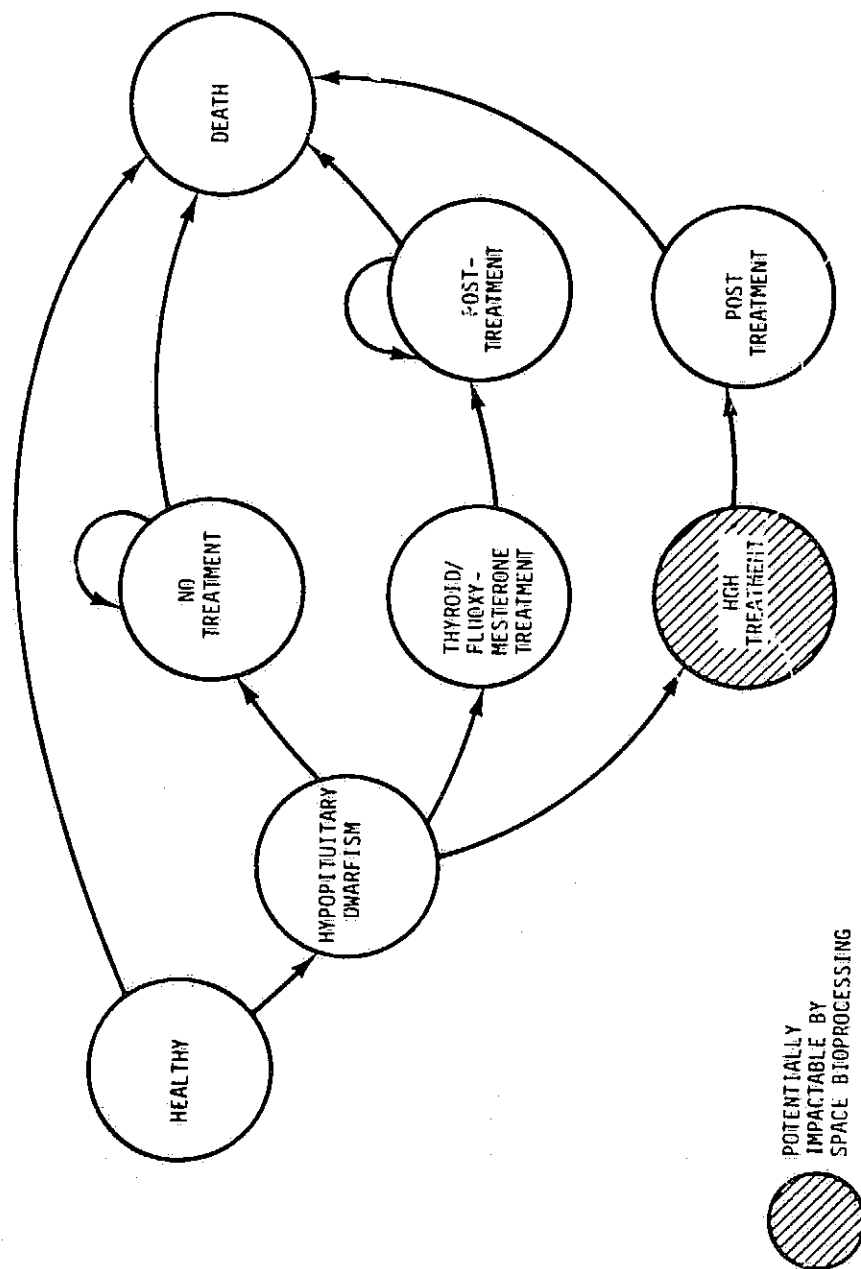 HEALTHY
HYPOPITUITARY
DWARFISM
NO
TREATMENT
THYROID/
FLUOXY-
MESTERONE
TREATMENT
HGH
TREATMENT
POST-
TREATMENT
POST
TREATMENT
DEATH
POTENTIALLY
IMPACTABLE BY
SPACE BIOPROCESSING